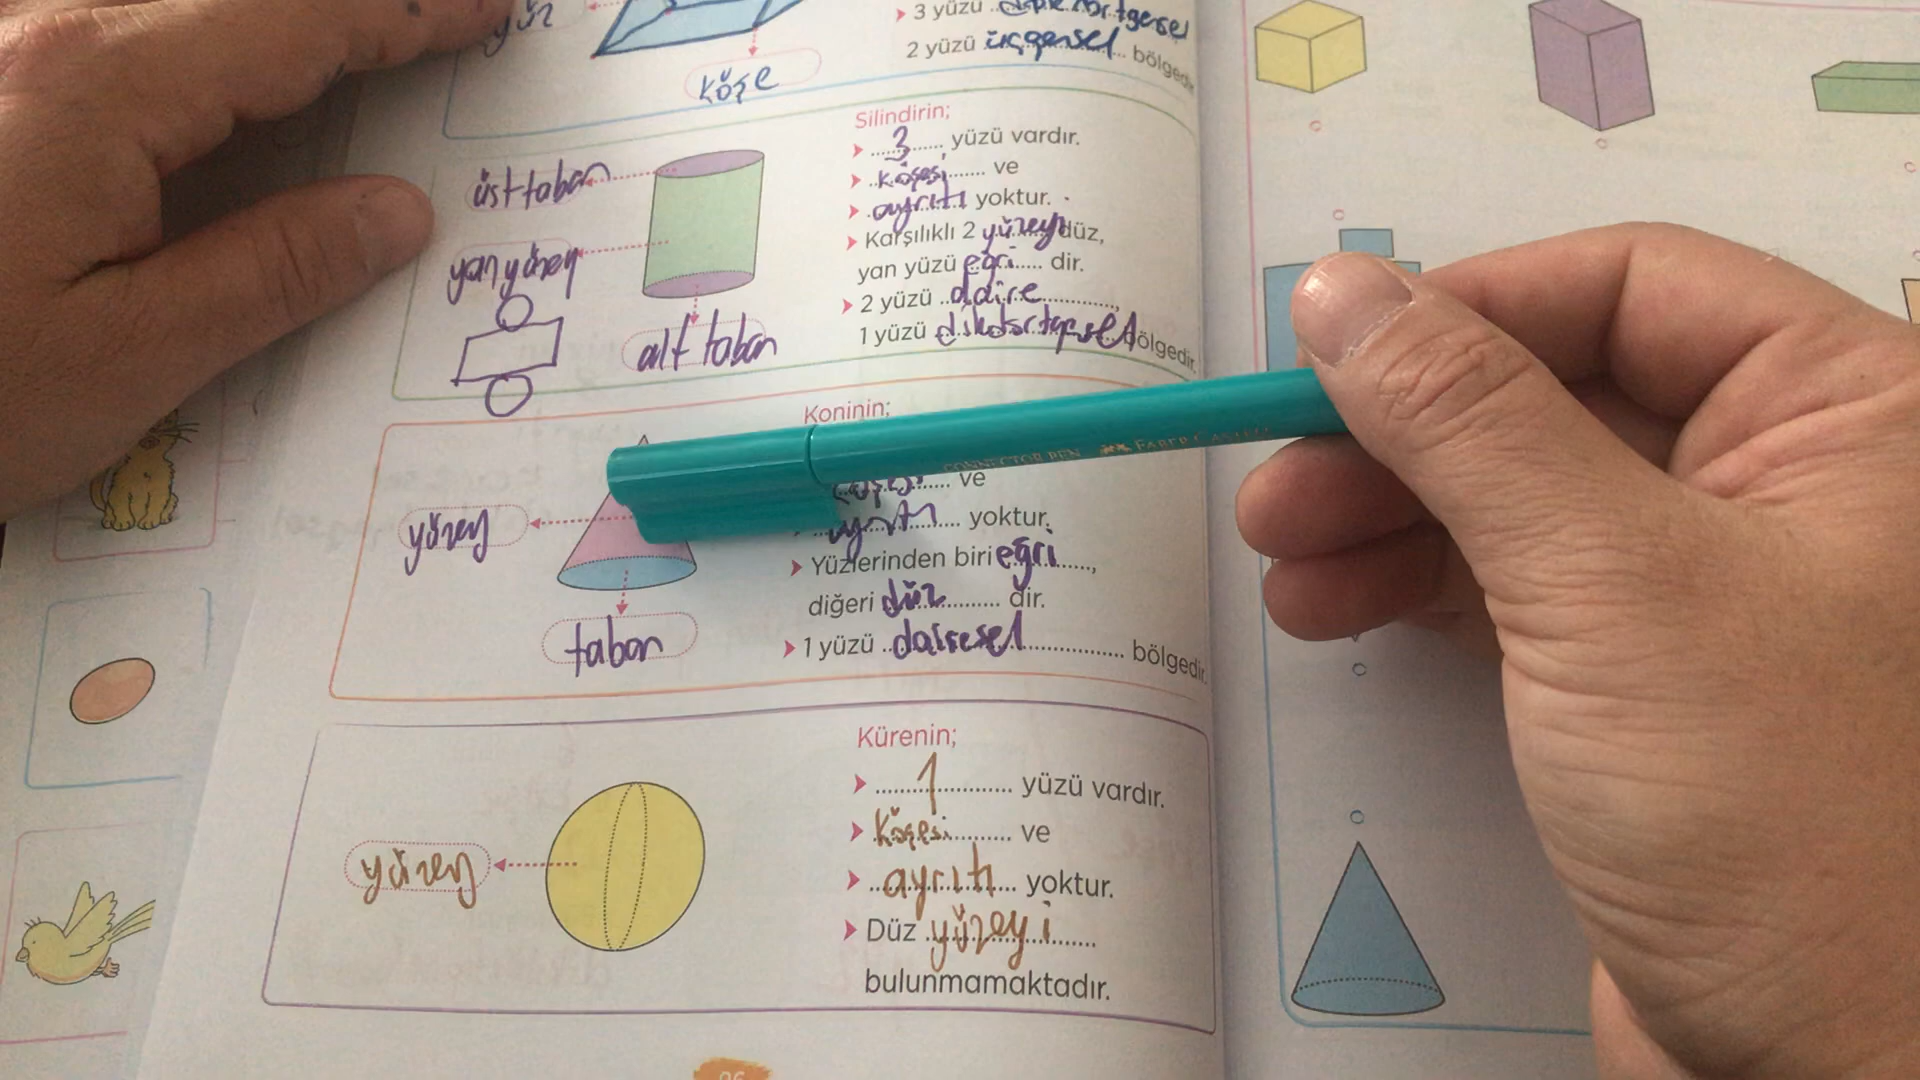 yüz
köşe
3 yüzü dikdörtgensel
2 yüzü üçgensel bölgedir
Silindirin;
3 yüzü vardır.
köşesi ve
ayrıtı yoktur.
Karşılıklı 2 yüzey düz,
yan yüzü eğri dir.
2 yüzü daire
1 yüzü dikdörtgensel bölgedir.
üst taban
yan yüzey
alt taban
Koninin;
ve
ayrıtı yoktur.
Yüzlerinden biri eğri,
diğeri düz dir.
1 yüzü dairesel bölgedir.
yüzey
taban
CONNECTOR PEN FABER-CASTELL
Kürenin;
1 yüzü vardır.
Köşesi ve
ayrıtı yoktur.
Düz yüzeyi
bulunmamaktadır.
yüzey